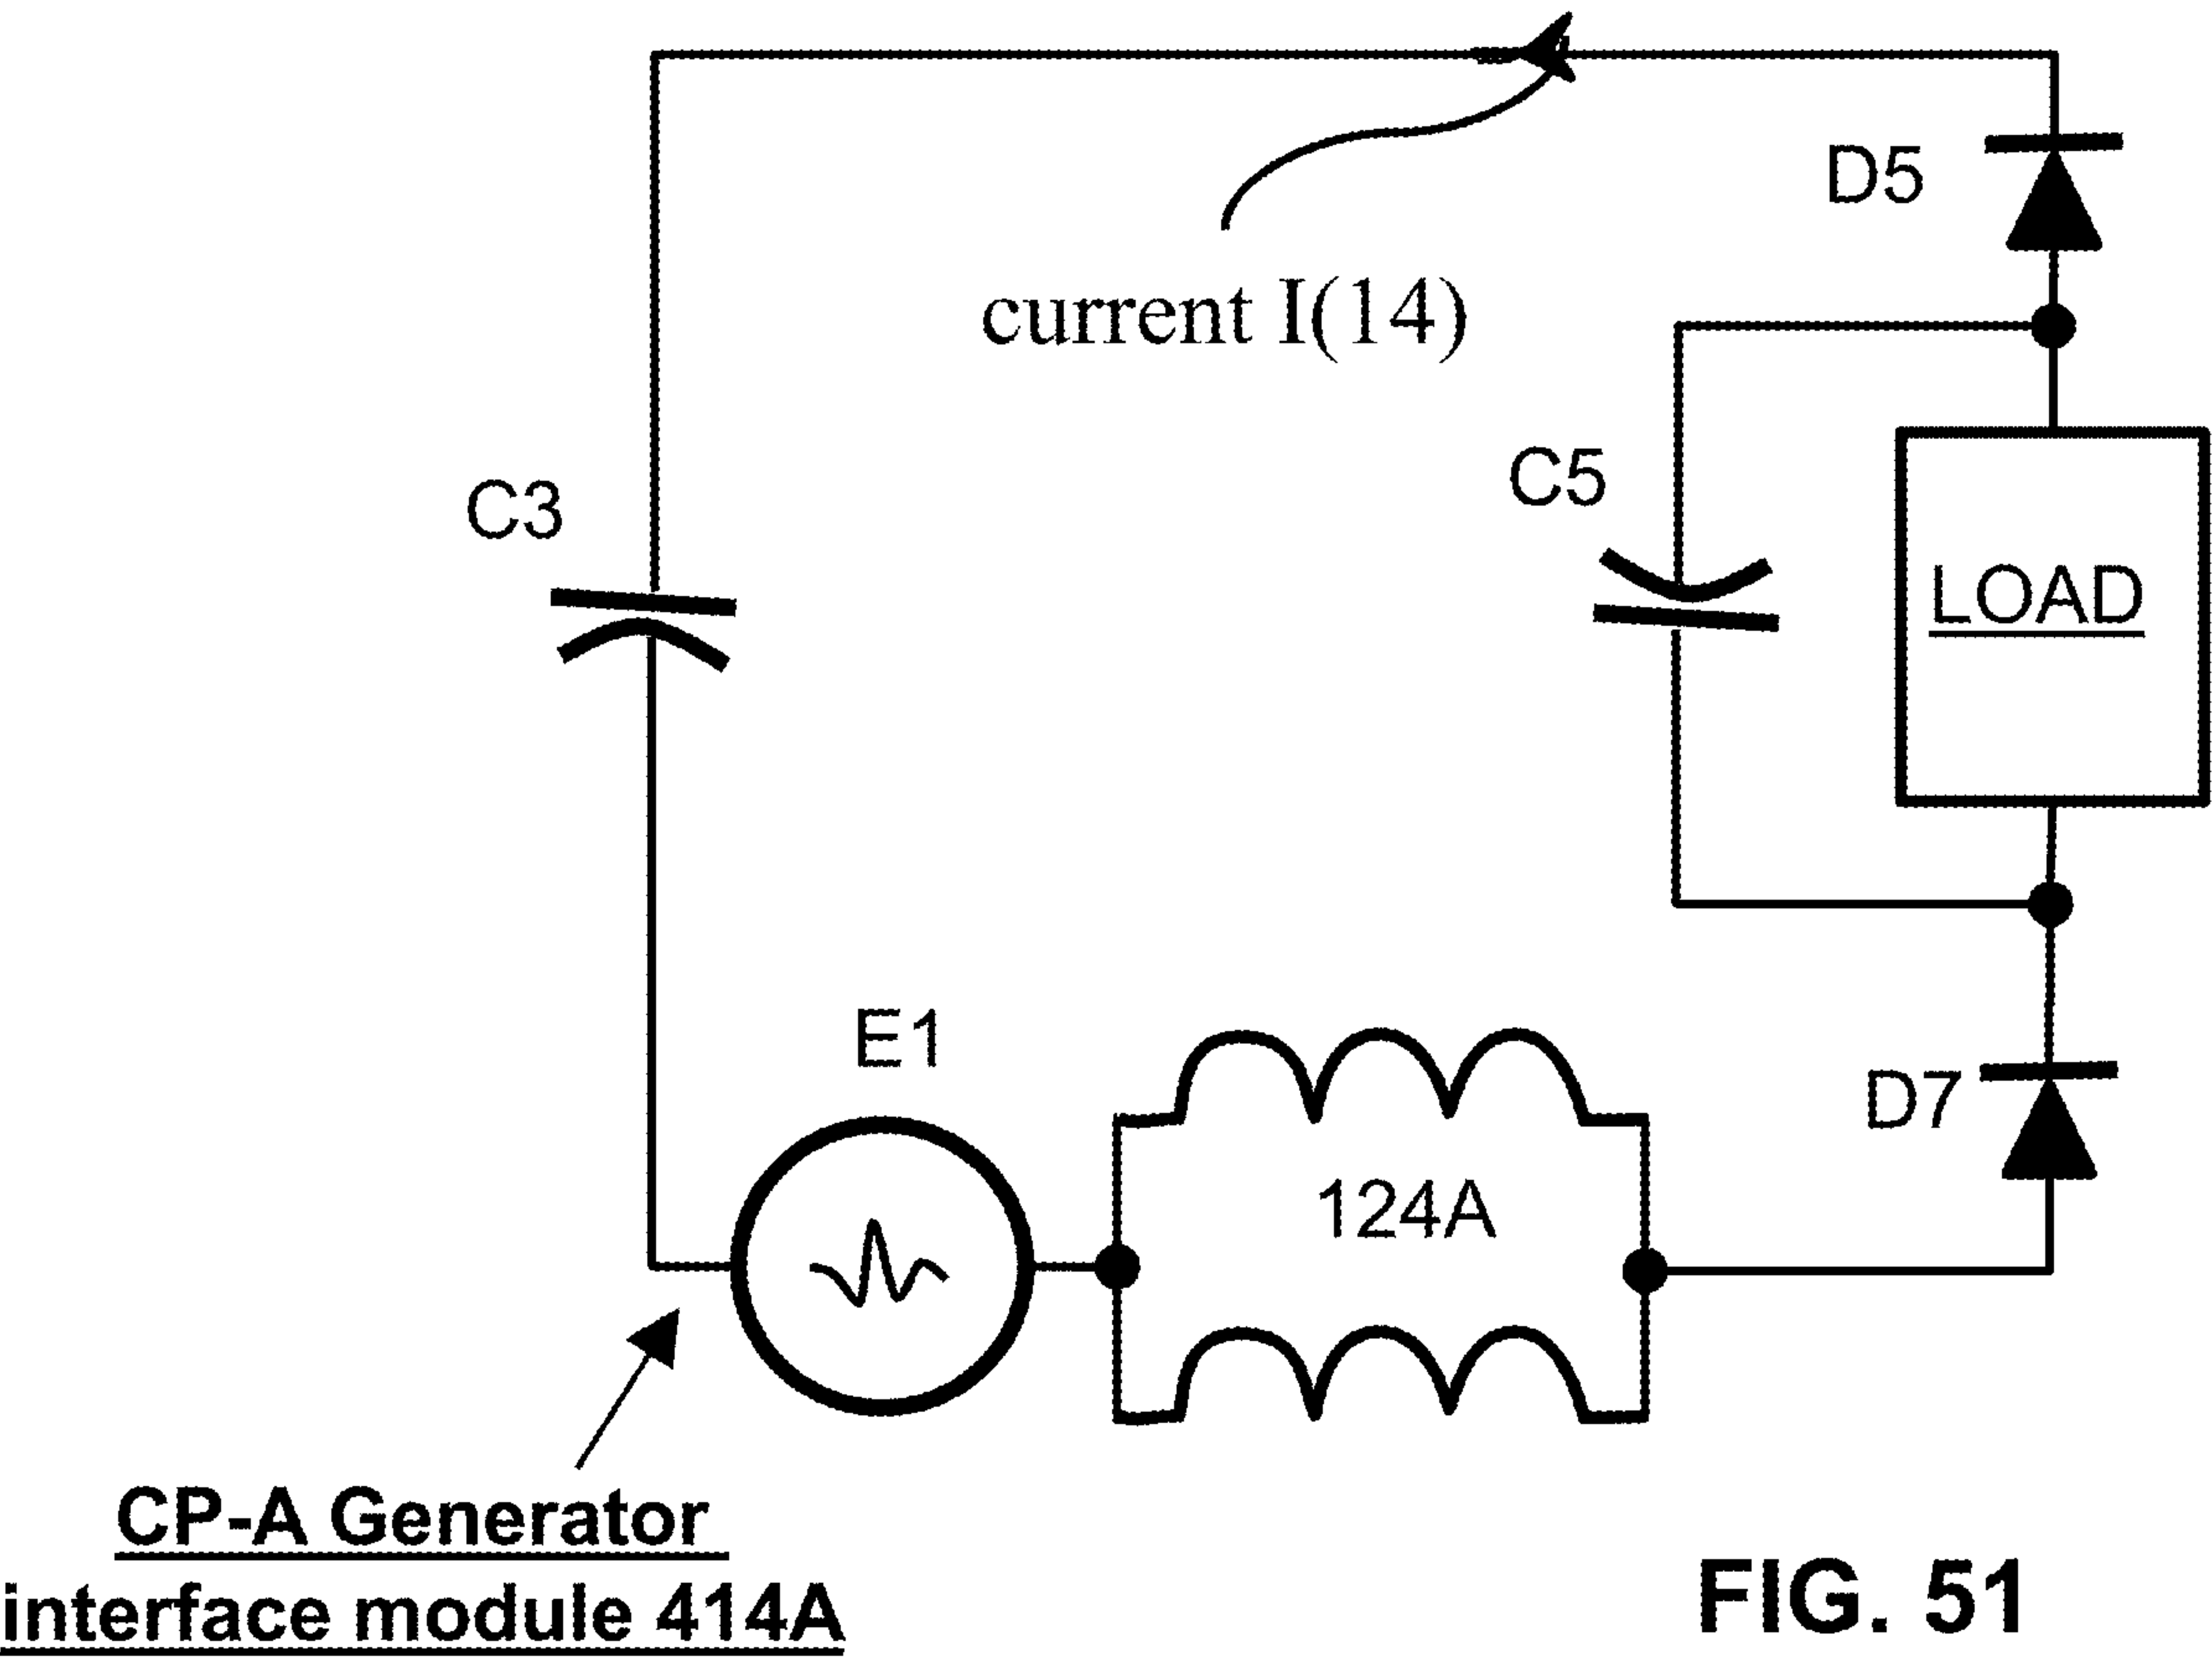 D5
current I(14)
C3
C5
LOAD
E1
D7
124A
CP-A Generator
interface module 414A
FIG. 51